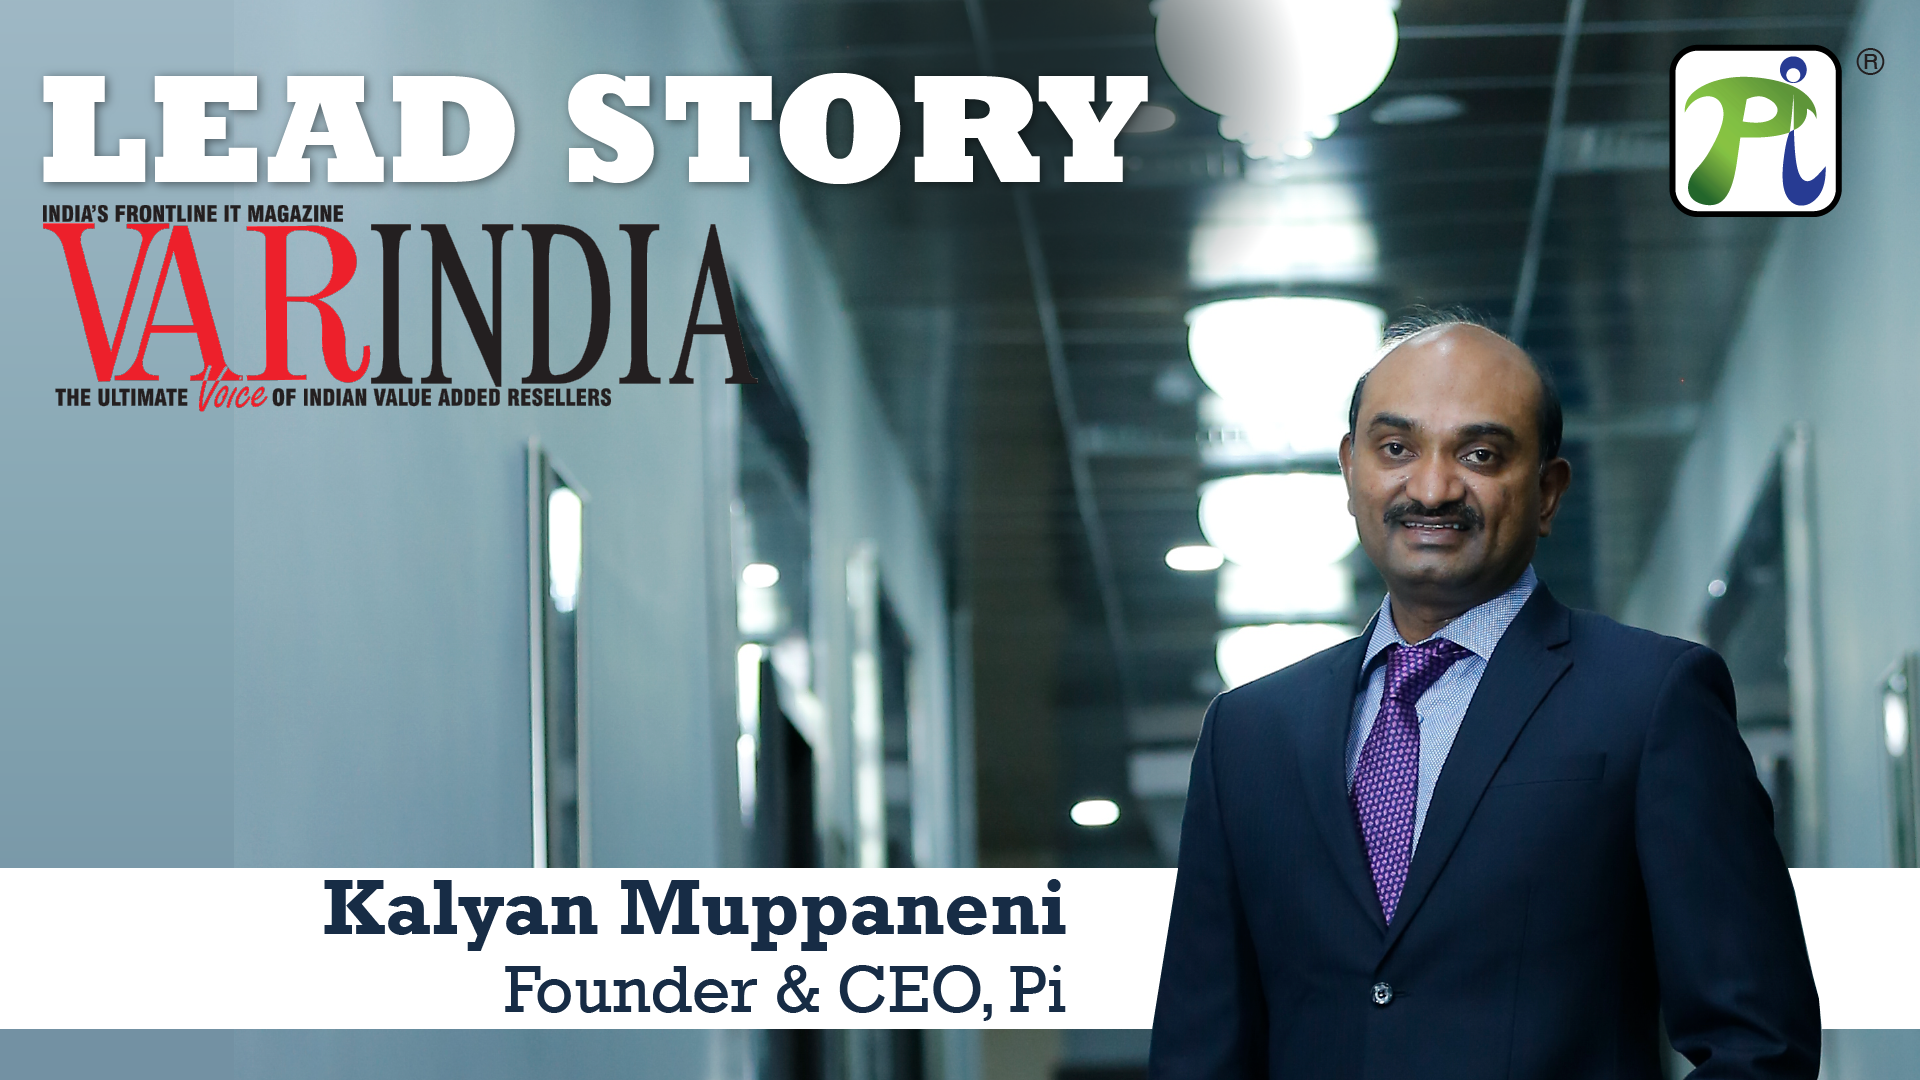 LEAD STORY
INDIA'S FRONTLINE IT MAGAZINE
VARINDIA
THE ULTIMATE Voice OF INDIAN VALUE ADDED RESELLERS
Pi ®
Kalyan Muppaneni
Founder & CEO, Pi